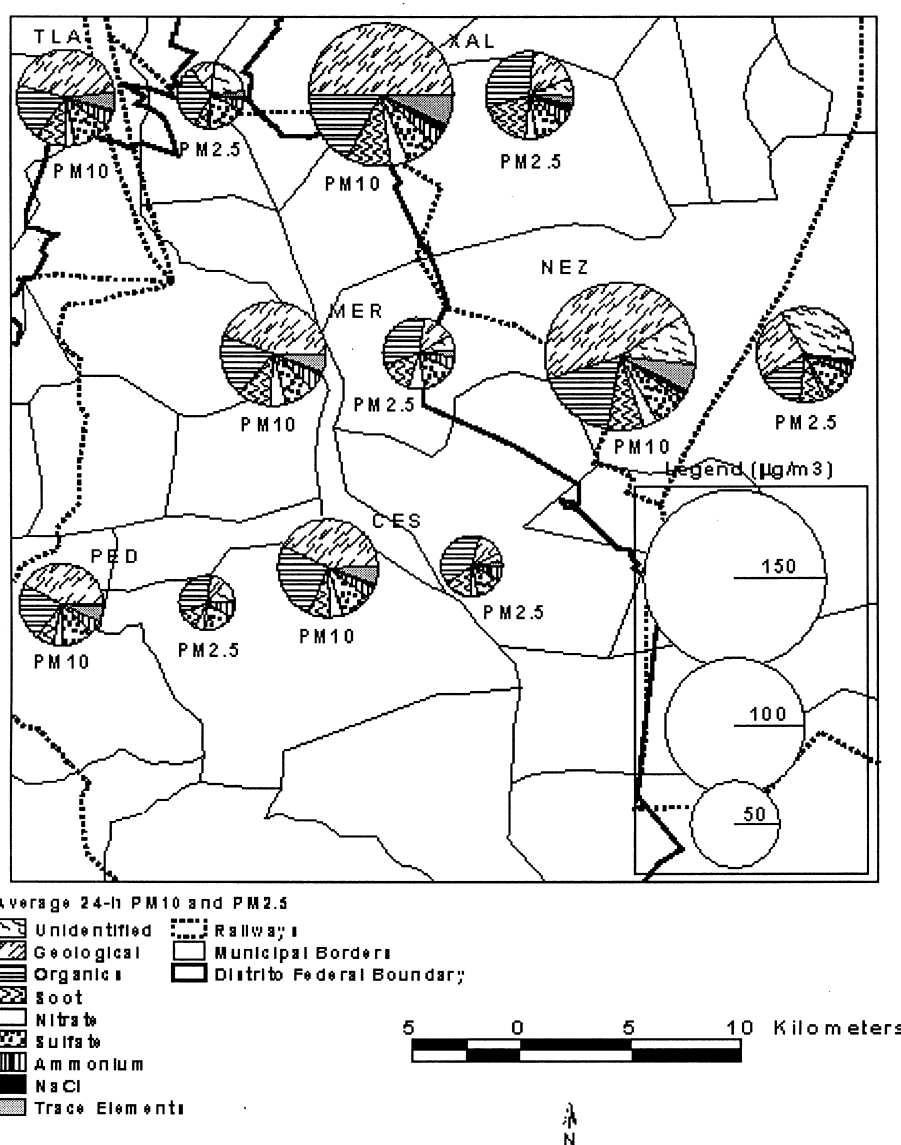 TLA
XAL
PM10
PM2.5
PM10
PM2.5
NEZ
MER
PM10
PM2.5
PM10
PM2.5
Legend (µg/m3)
150
100
50
CES
PED
PM10
PM2.5
PM10
PM2.5
Average 24-h PM10 and PM2.5
Unidentified
Geological
Organics
Soot
Nitrate
Sulfate
Ammonium
NaCl
Trace Elements
Railways
Municipal Borders
Distrito Federal Boundary
5 0 5 10 Kilometers
N